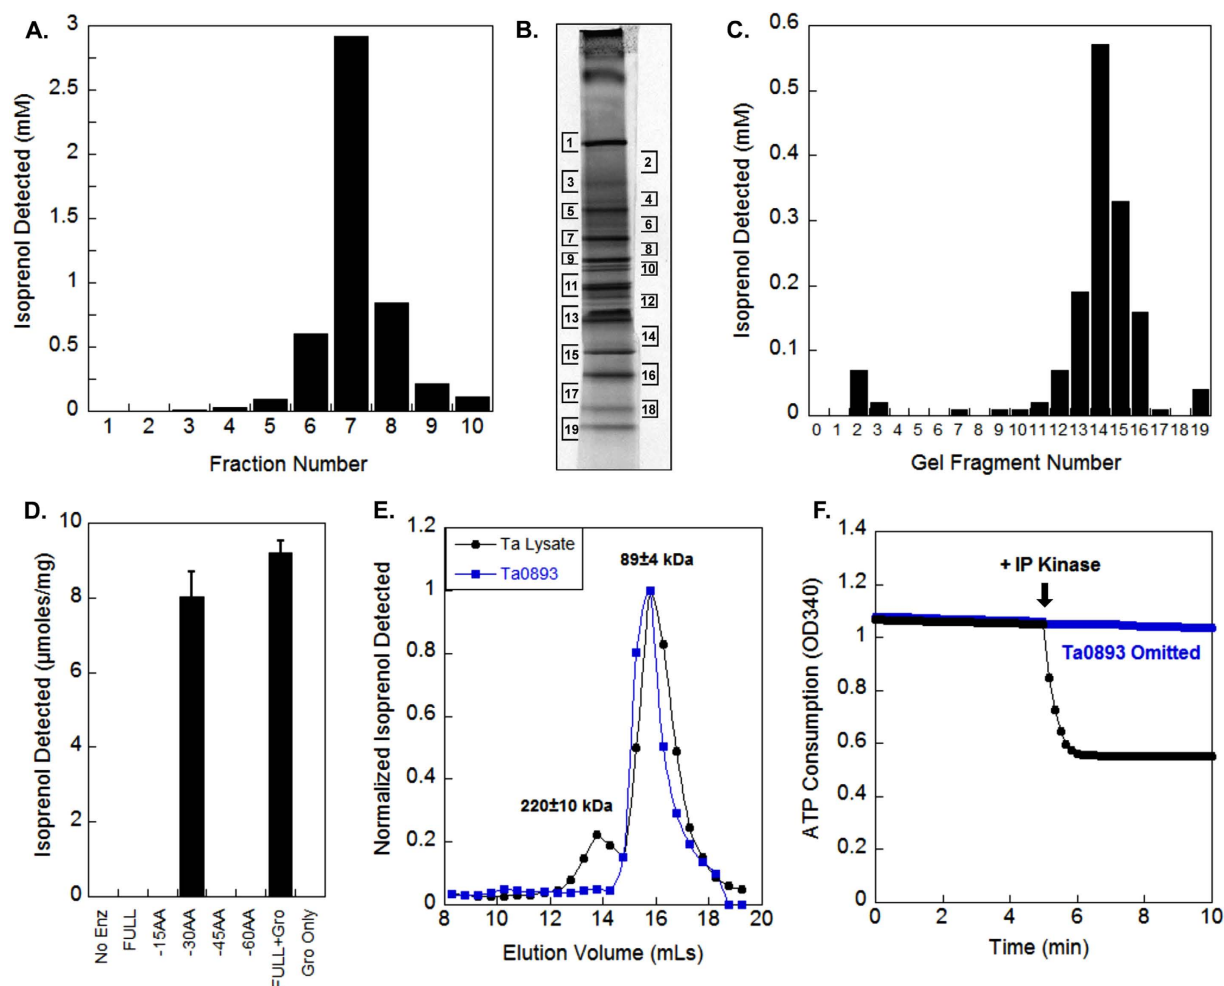 A.
3
2.5
2
1.5
1
0.5
0
Isoprenol Detected (mM)
1 2 3 4 5 6 7 8 9 10
Fraction Number
B.
1
2
3
4
5
6
7
8
9
10
11
12
13
14
15
16
17
18
19
C.
0.6
0.5
0.4
0.3
0.2
0.1
0
Isoprenol Detected (mM)
0 1 2 3 4 5 6 7 8 9 10 11 12 13 14 15 16 17 18 19
Gel Fragment Number
D.
10
8
6
4
2
0
Isoprenol Detected (µmoles/mg)
No Enz
FULL
-15AA
-30AA
-45AA
-60AA
FULL+Gro
Gro Only
E.
1.2
1
0.8
0.6
0.4
0.2
0
Normalized Isoprenol Detected
Ta Lysate
Ta0893
89±4 kDa
220±10 kDa
8 10 12 14 16 18 20
Elution Volume (mLs)
F.
1.4
1.2
1
0.8
0.6
0.4
0.2
0
ATP Consumption (OD340)
+ IP Kinase
Ta0893 Omitted
0 2 4 6 8 10
Time (min)